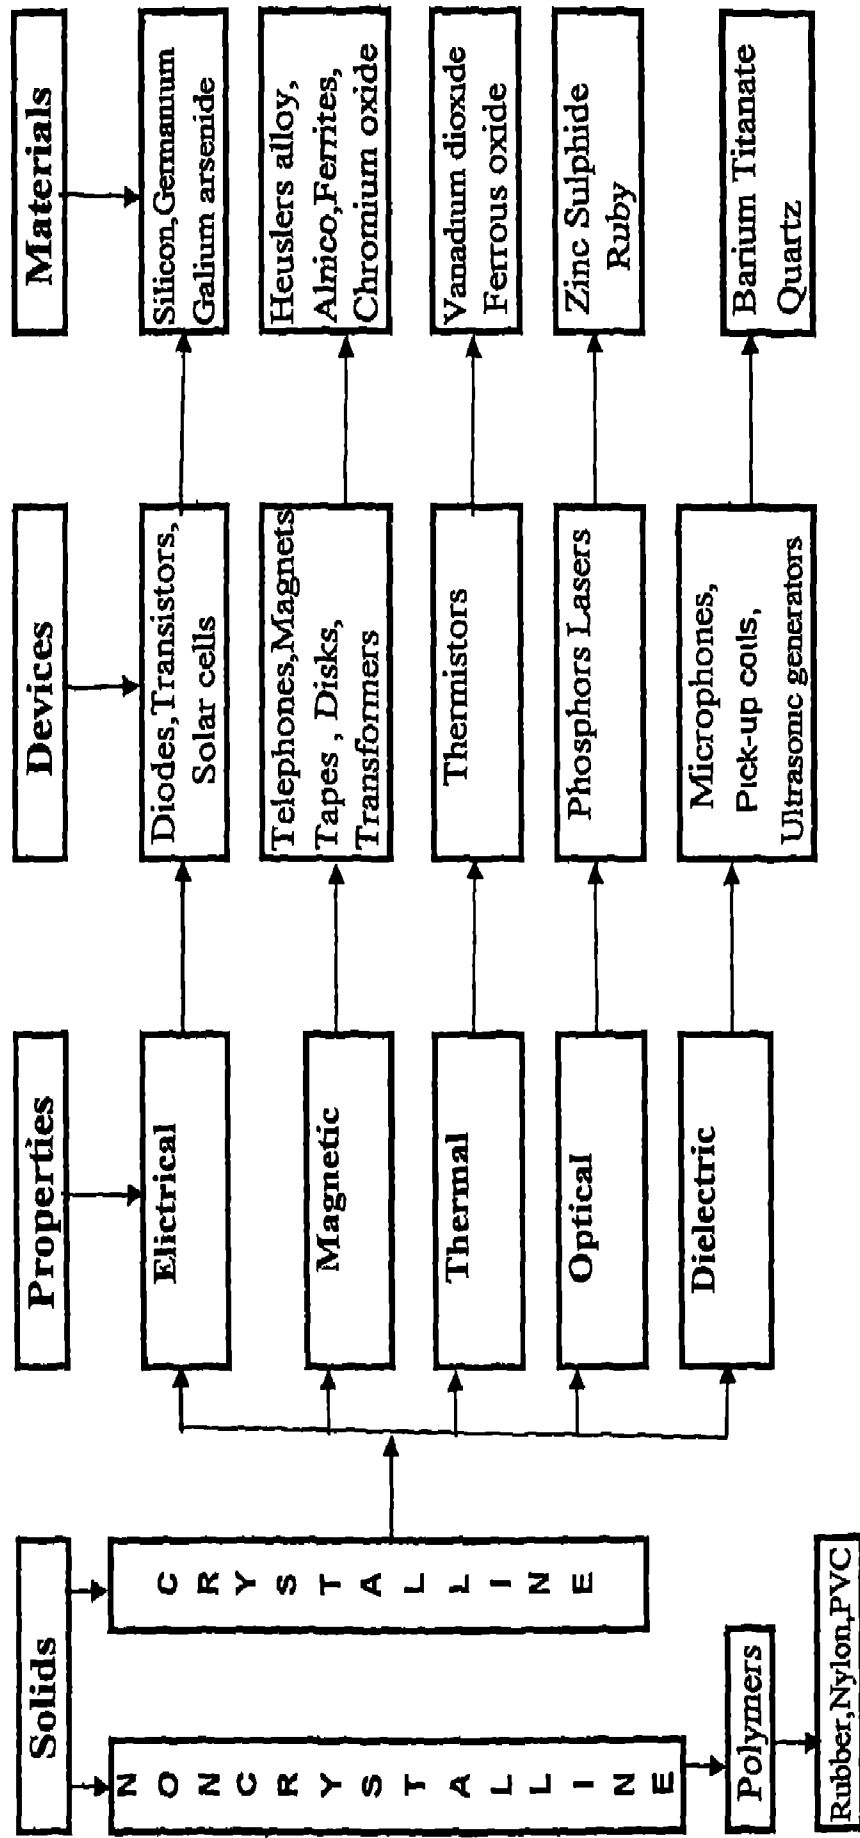 Solids
Properties
Devices
Materials
NONCRYSTALLINE
CRYSTALLINE
Polymers
Rubber,Nylon,PVC
Elictrical
Diodes,Transistors,
Solar cells
Silicon,Germanium
Galium arsenide
Magnetic
Telephones,Magnets
Tapes , Disks,
Transformers
Heuslers alloy,
Alnico,Ferrites,
Chromium oxide
Thermal
Thermistors
Vanadium dioxide
Ferrous oxide
Optical
Phosphors Lasers
Zinc Sulphide
Ruby
Dielectric
Microphones,
Pick-up coils,
Ultrasonic generators
Barium Titanate
Quartz